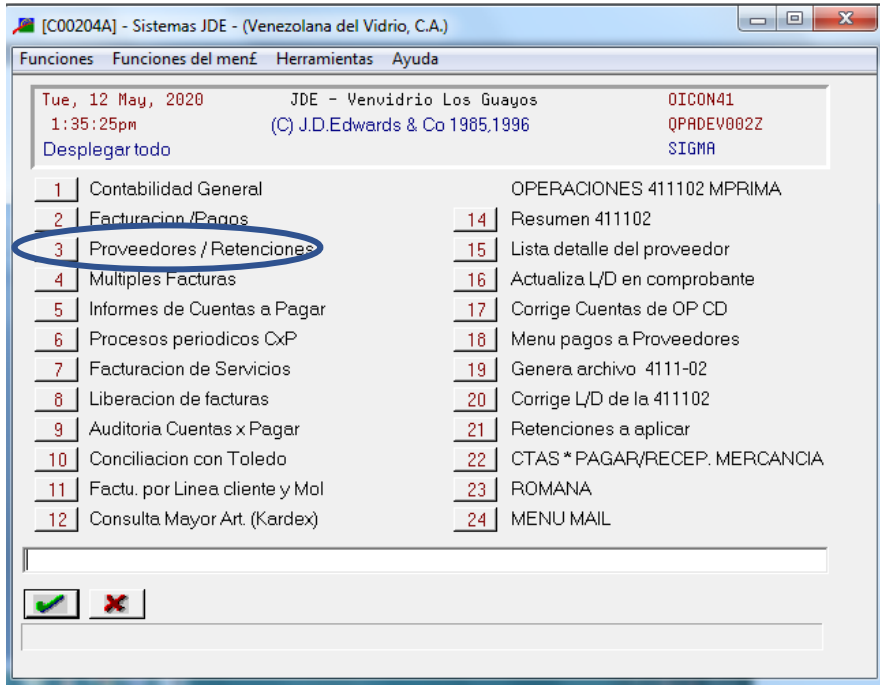 [C00204A] - Sistemas JDE - (Venezolana del Vidrio, C.A.)
Funciones Funciones del men£ Herramientas Ayuda
Tue, 12 May, 2020 JDE - Venvidrio Los Guayos OICON41
1:35:25pm (C) J.D.Edwards & Co 1985,1996 QPADEV002Z
Desplegar todo SIGMA
1 Contabilidad General OPERACIONES 411102 MPRIMA
2 Facturacion /Pagos 14 Resumen 411102
3 Proveedores / Retenciones 15 Lista detalle del proveedor
4 Multiples Facturas 16 Actualiza L/D en comprobante
5 Informes de Cuentas a Pagar 17 Corrige Cuentas de OP CD
6 Procesos periodicos CxP 18 Menu pagos a Proveedores
7 Facturacion de Servicios 19 Genera archivo 4111-02
8 Liberacion de facturas 20 Corrige L/D de la 411102
9 Auditoria Cuentas x Pagar 21 Retenciones a aplicar
10 Conciliacion con Toledo 22 CTAS * PAGAR/RECEP. MERCANCIA
11 Factu. por Linea cliente y Mol 23 ROMANA
12 Consulta Mayor Art. (Kardex) 24 MENU MAIL